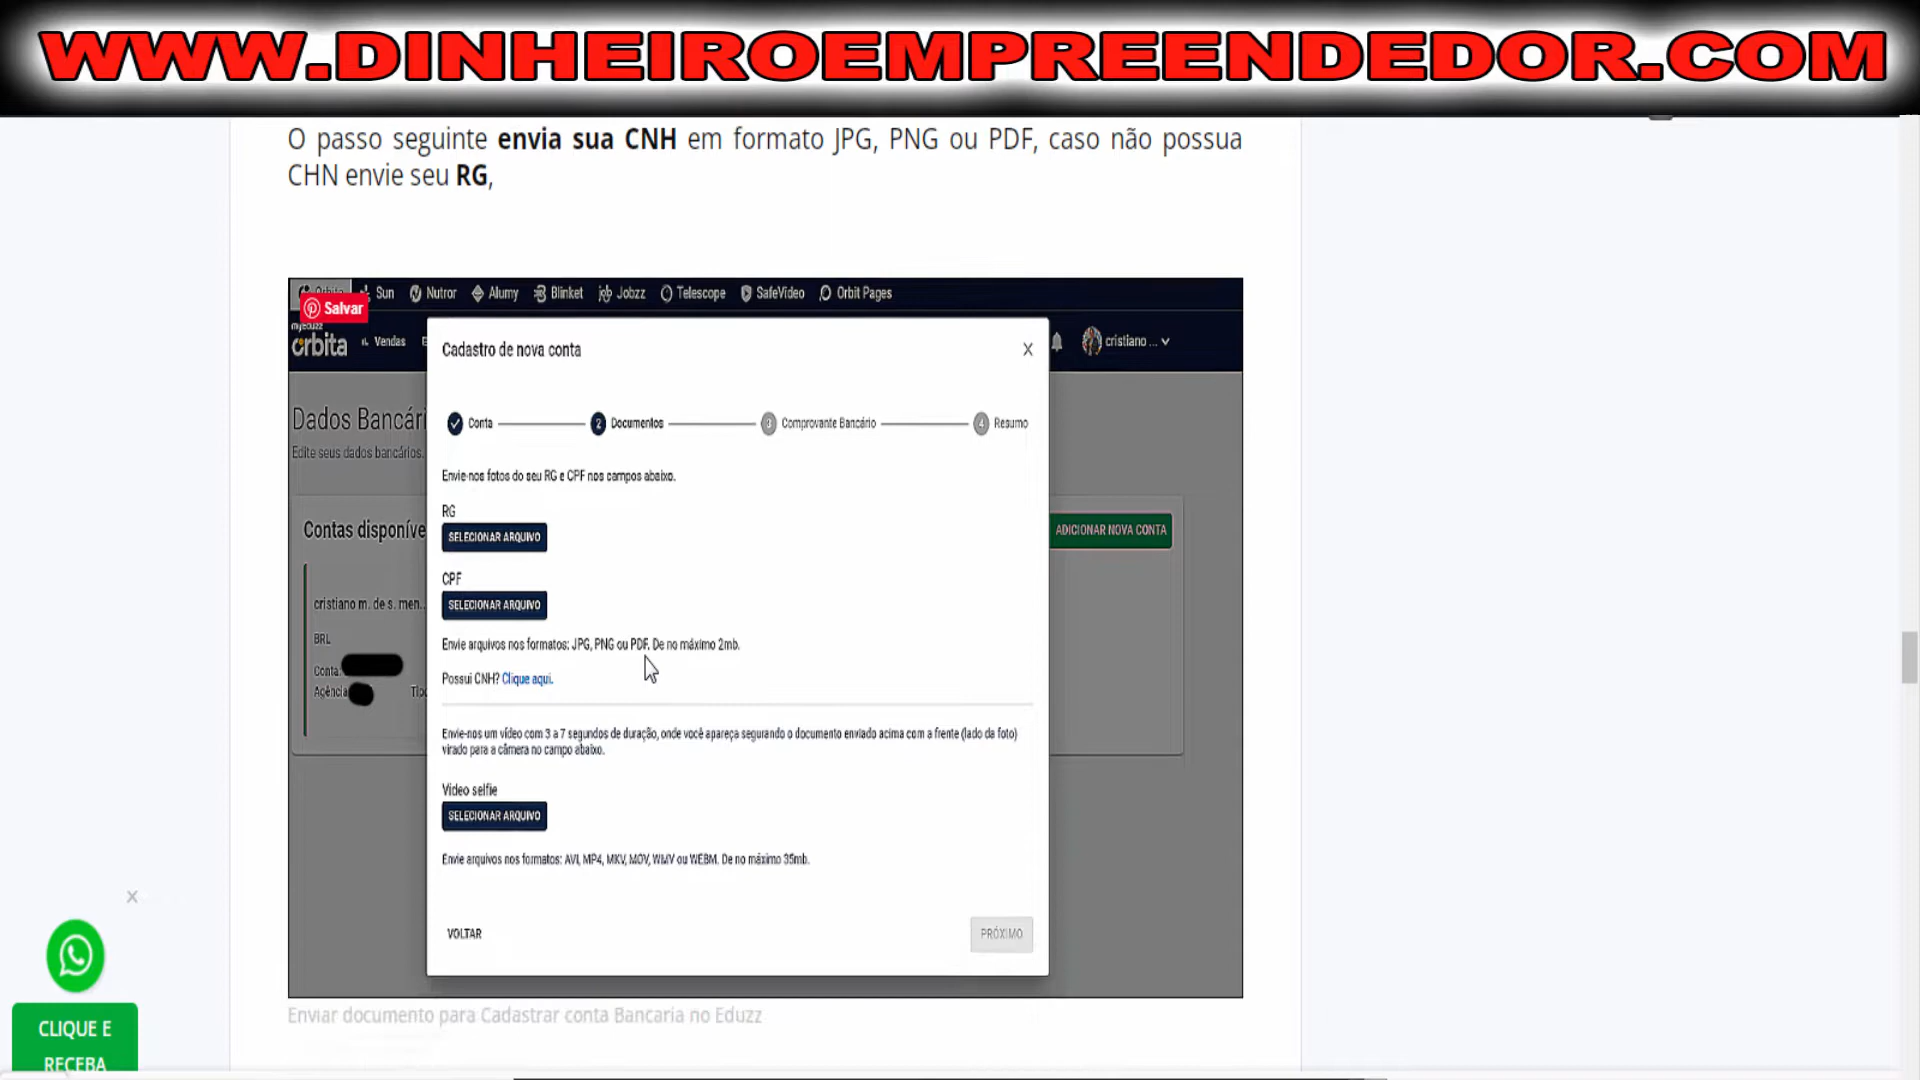 WWW.DINHEIROEMPREENDEDOR.COM
O passo seguinte envia sua CNH em formato JPG, PNG ou PDF, caso não possua
CHN envie seu RG,
Sun Nutror Alumy Blinket Jobzz Telescope SafeVideo Orbit Pages
Salvar
myEduzz
órbita Vendas
cristiano ...
Cadastro de nova conta
X
Dados Bancári
Edite seus dados bancários.
Conta 2 Documentos 3 Comprovante Bancário 4 Resumo
Envie-nos fotos do seu RG e CPF nos campos abaixo.
RG
SELECIONAR ARQUIVO
Contas disponíve
ADICIONAR NOVA CONTA
CPF
SELECIONAR ARQUIVO
cristiano m. de s. men...
BRL
Envie arquivos nos formatos: JPG, PNG ou PDF. De no máximo 2mb.
Conta:
Possui CNH? Clique aqui.
Agência
Tipo
Envie-nos um vídeo com 3 a 7 segundos de duração, onde você apareça segurando o documento enviado acima com a frente (lado da foto)
virado para a câmera no campo abaixo.
Video selfie
SELECIONAR ARQUIVO
Envie arquivos nos formatos: AVI, MP4, MKV, MOV, WMV ou WEBM. De no máximo 35mb.
VOLTAR
PRÓXIMO
Enviar documento para Cadastrar conta Bancaria no Eduzz
CLIQUE E
RECEBA